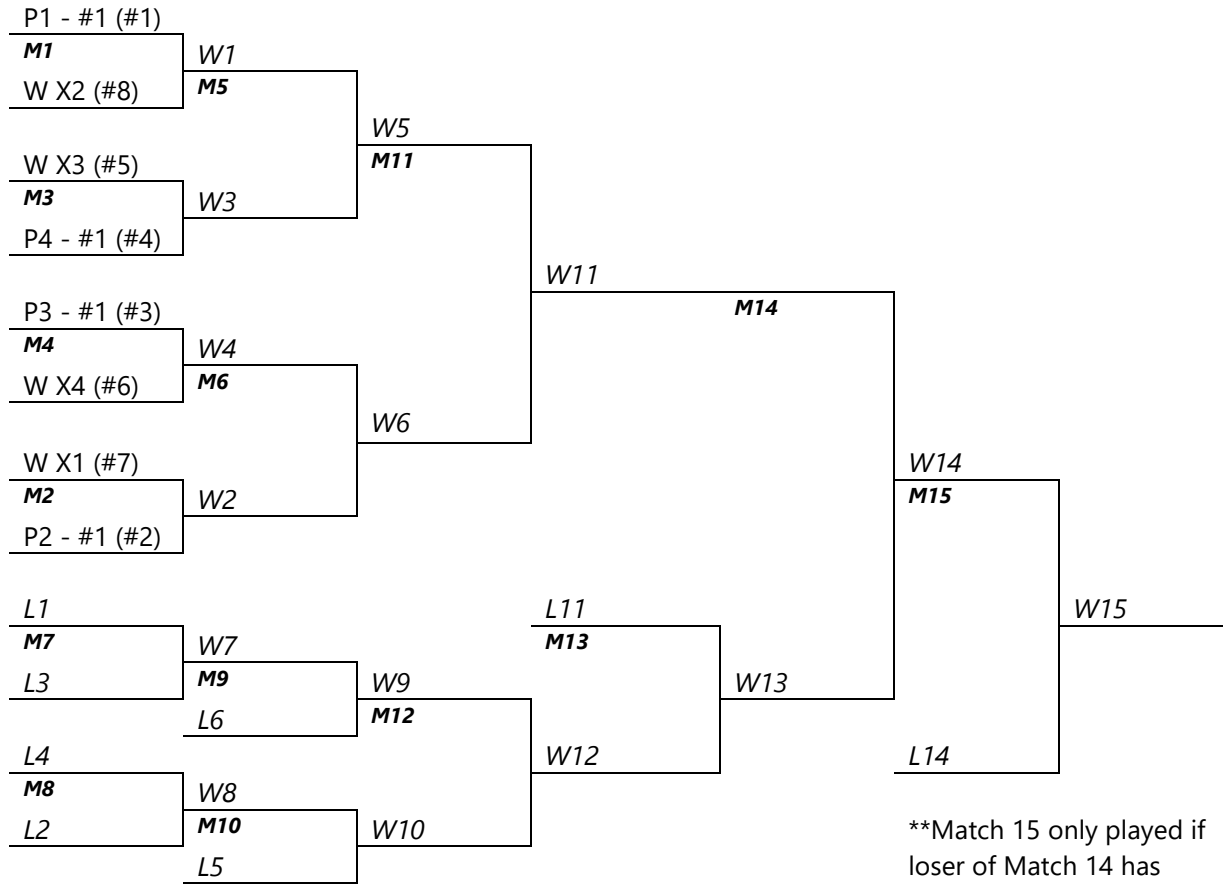 P1 - #1 (#1)
M1
W X2 (#8)
W1
M5
W X3 (#5)
M3
P4 - #1 (#4)
W3
W5
M11
P3 - #1 (#3)
M4
W X4 (#6)
W4
M6
W X1 (#7)
M2
P2 - #1 (#2)
W2
W6
W11
M14
L1
M7
L3
W7
M9
L6
W9
M12
L4
M8
L2
W8
M10
L5
W10
L11
M13
W12
W13
W14
M15
L14
W15
**Match 15 only played if
loser of Match 14 has